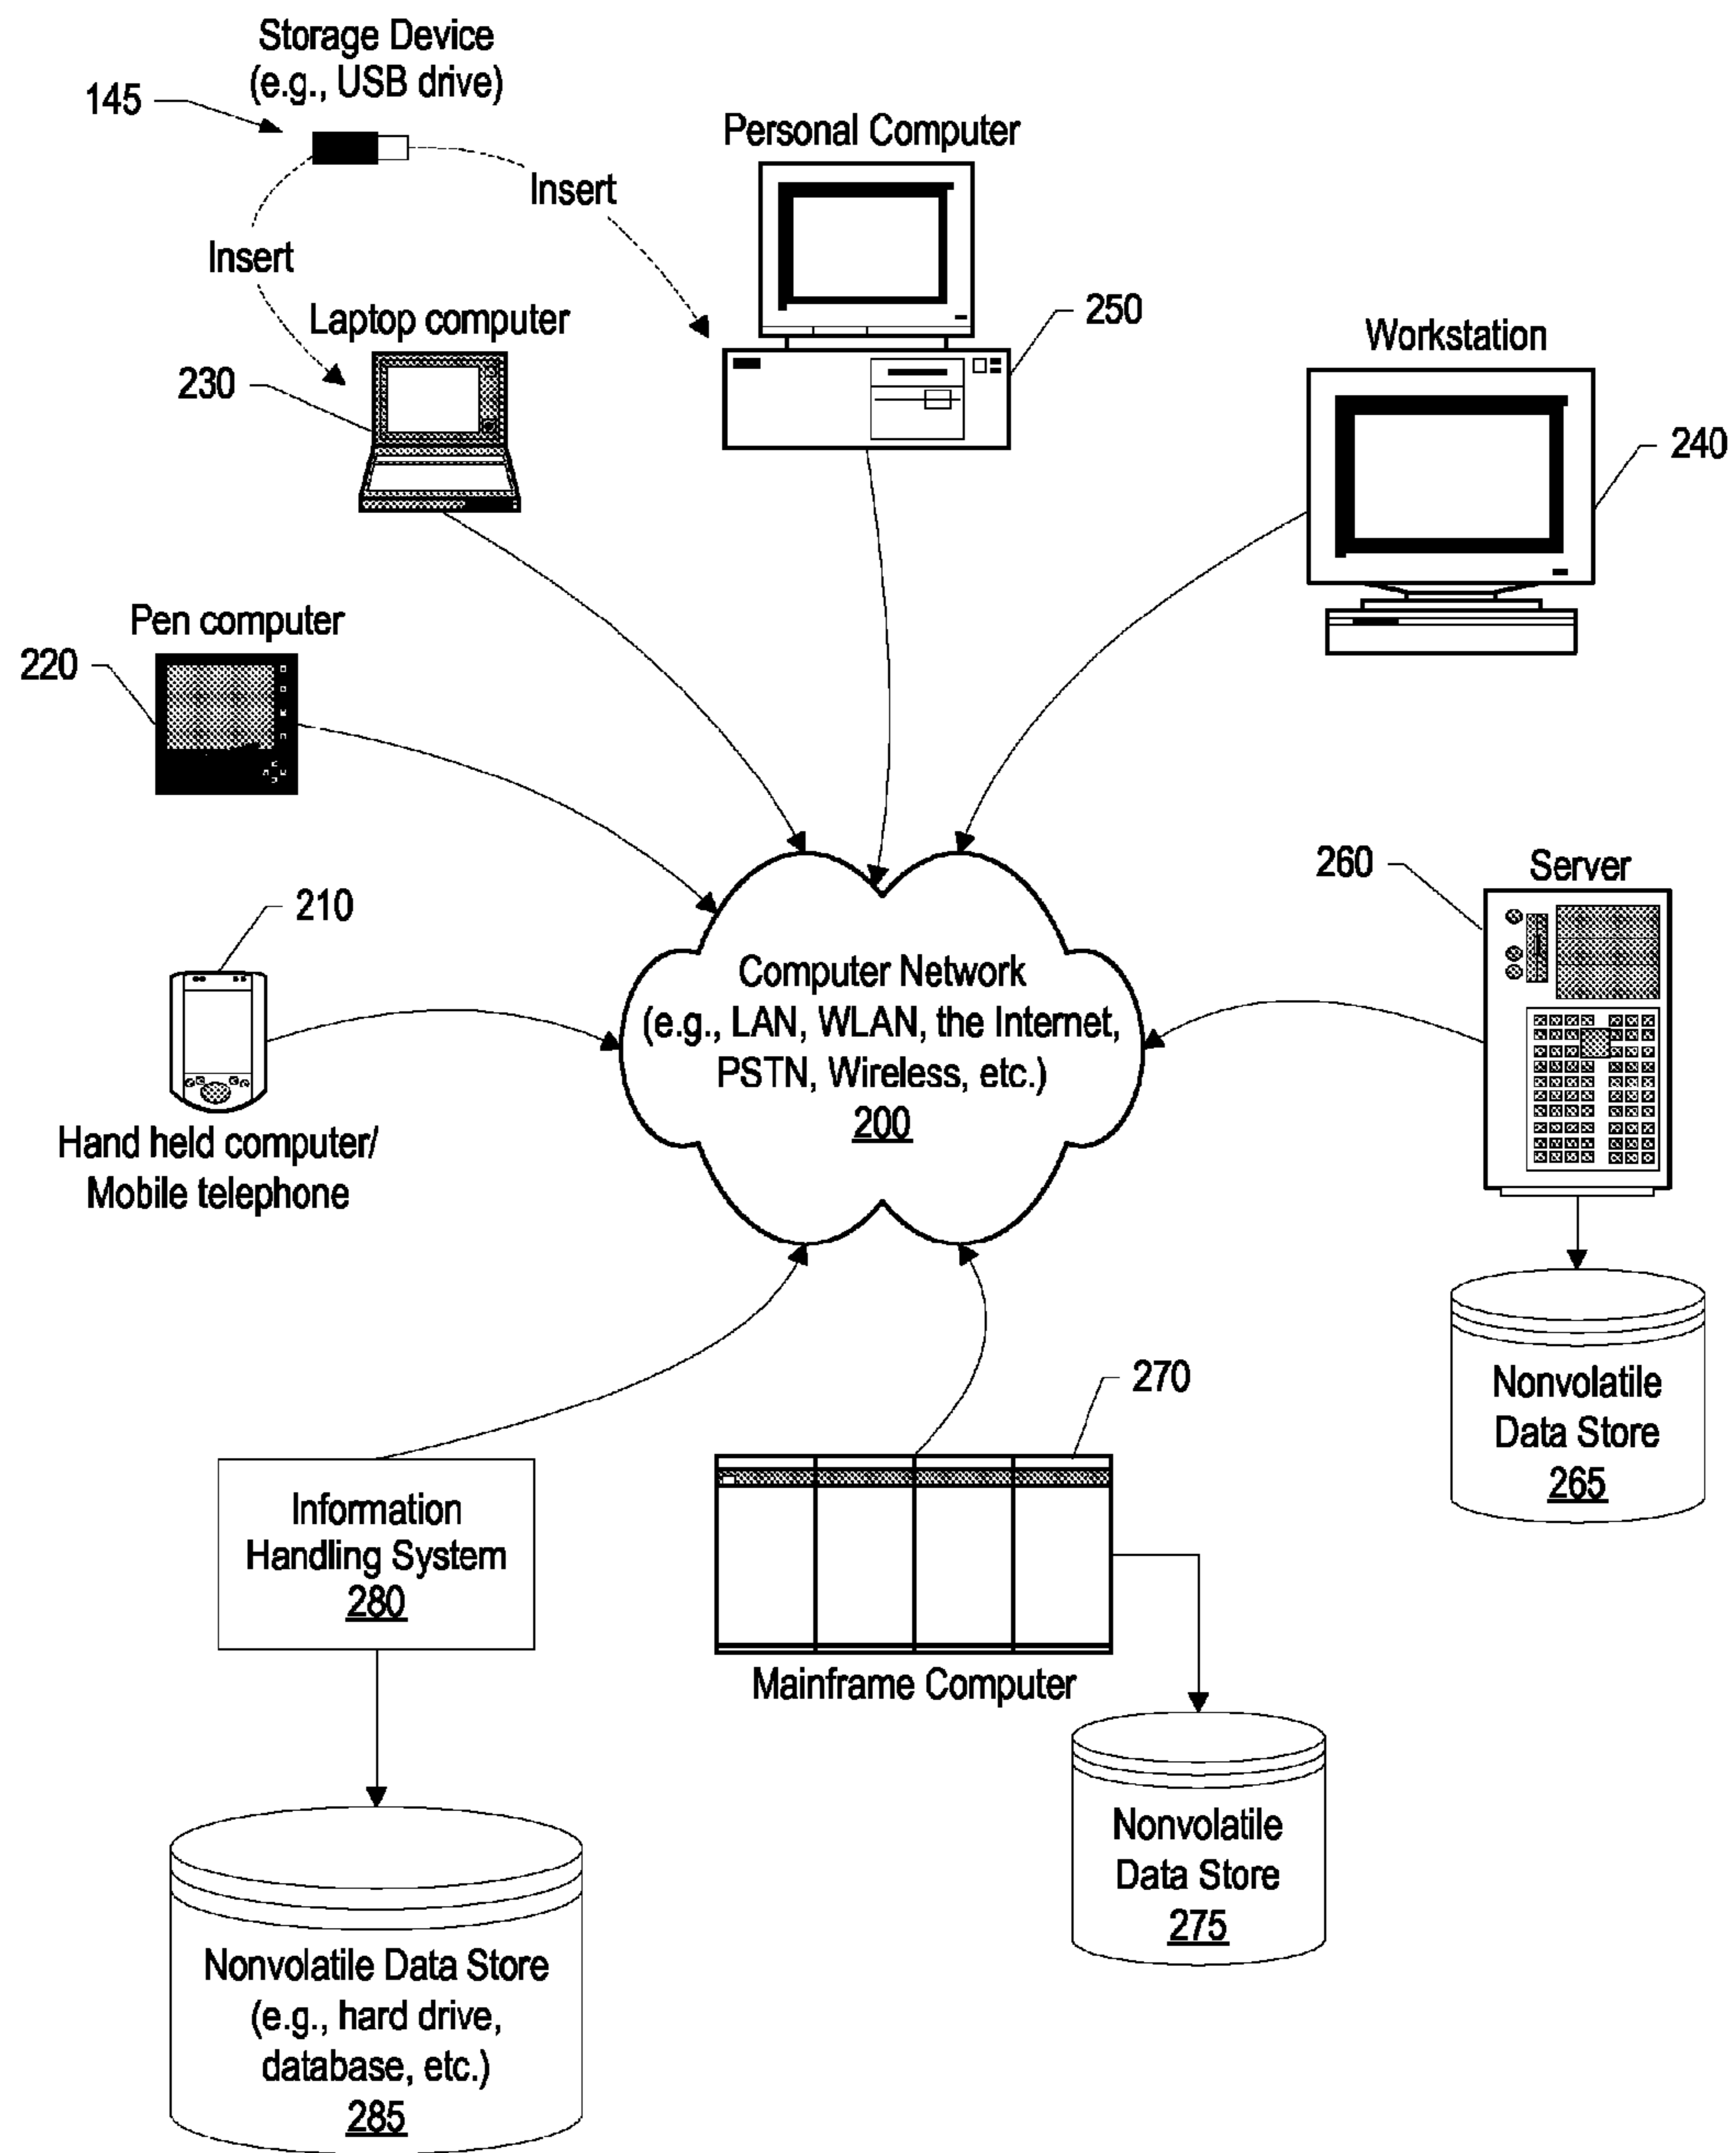 Storage Device
(e.g., USB drive)
145
Insert
Insert
Personal Computer
250
Laptop computer
230
Workstation
240
Pen computer
220
210
Hand held computer/
Mobile telephone
Computer Network
(e.g., LAN, WLAN, the Internet,
PSTN, Wireless, etc.)
200
260
Server
Nonvolatile
Data Store
265
270
Mainframe Computer
Nonvolatile
Data Store
275
Information
Handling System
280
Nonvolatile Data Store
(e.g., hard drive,
database, etc.)
285